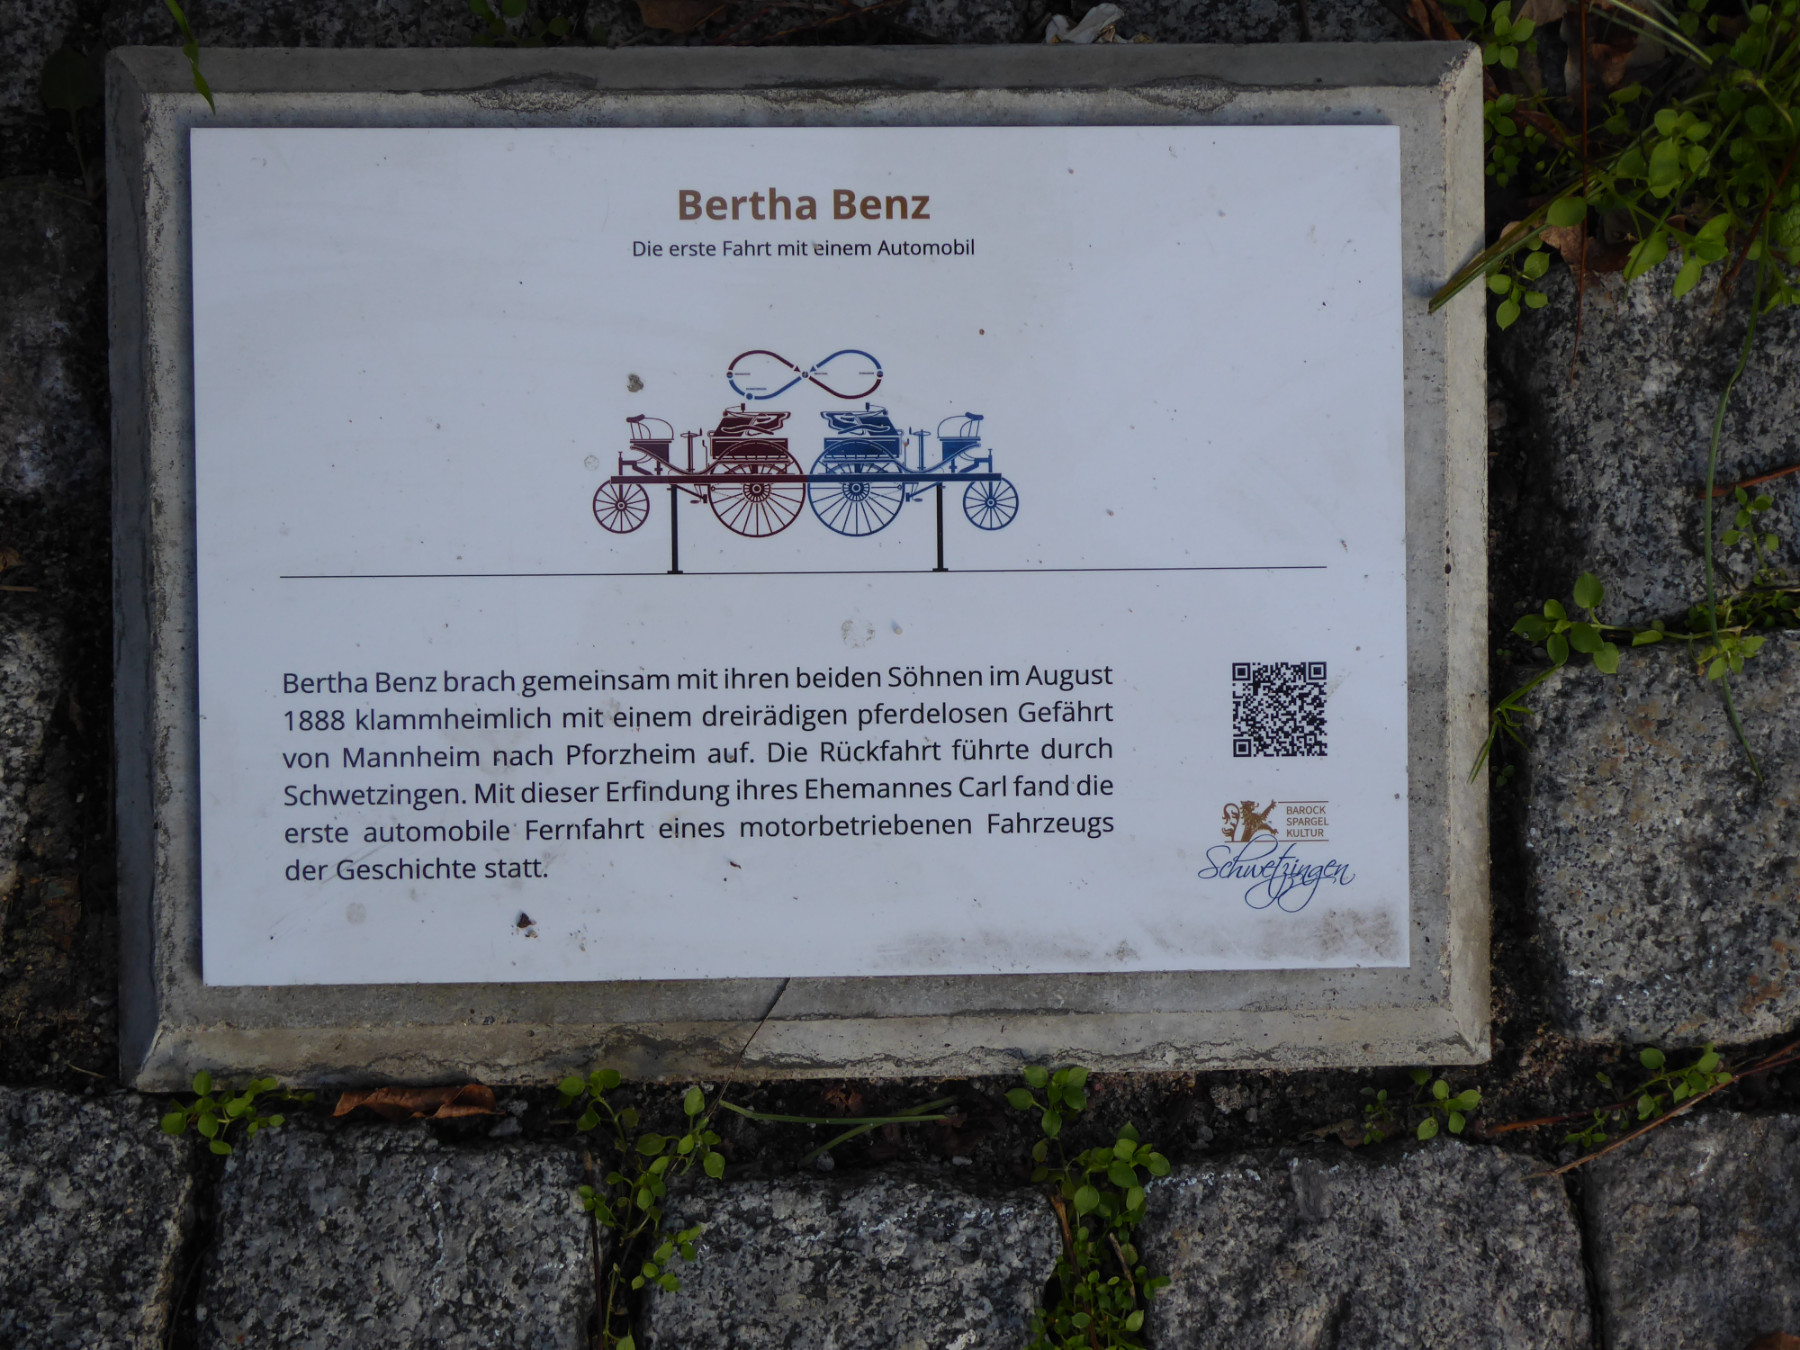 Bertha Benz
Die erste Fahrt mit einem Automobil
Bertha Benz brach gemeinsam mit ihren beiden Söhnen im August
1888 klammheimlich mit einem dreirädigen pferdelosen Gefährt
von Mannheim nach Pforzheim auf. Die Rückfahrt führte durch
Schwetzingen. Mit dieser Erfindung ihres Ehemannes Carl fand die
erste automobile Fernfahrt eines motorbetriebenen Fahrzeugs
der Geschichte statt.
BAROCK
SPARGEL
KULTUR
Schwetzingen